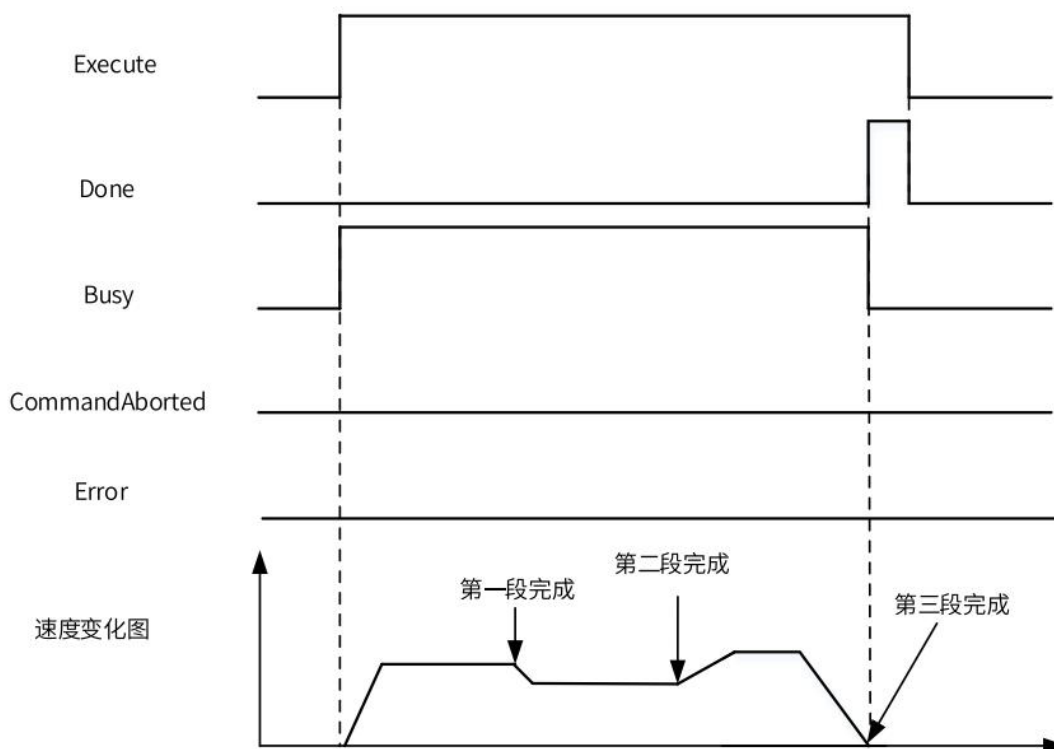 Execute
Done
Busy
CommandAborted
Error
第二段完成
第一段完成
第三段完成
速度变化图